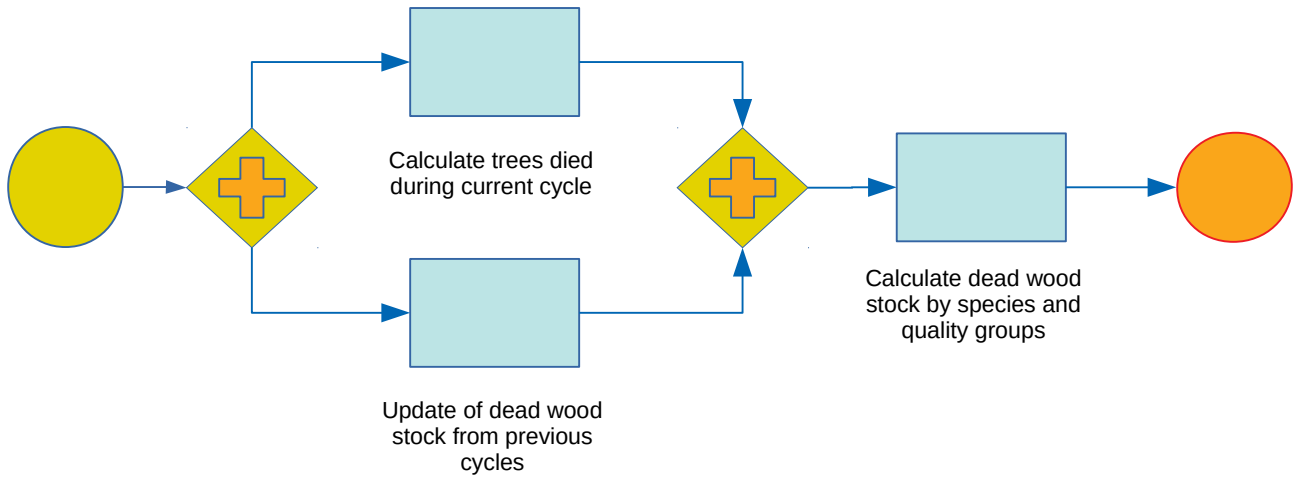 Calculate trees died
during current cycle
Update of dead wood
stock from previous
cycles
Calculate dead wood
stock by species and
quality groups